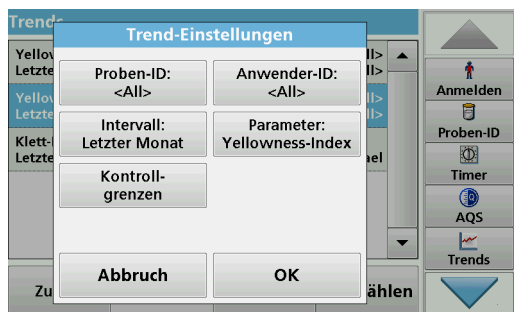 Trends
Trend-Einstellungen
Proben-ID:
<All>
Anwender-ID:
<All>
Intervall:
Letzter Monat
Parameter:
Yellowness-Index
Kontroll-
grenzen
Abbruch
OK
Anmelden
Proben-ID
Timer
AQS
Trends